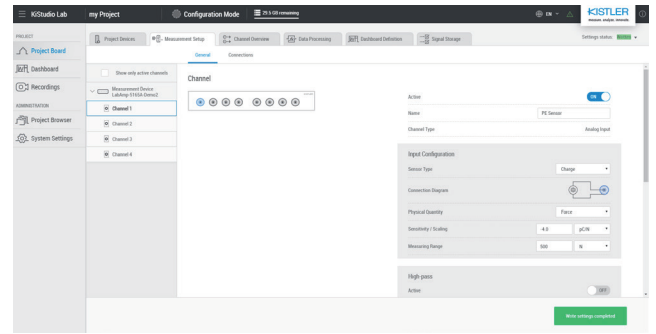 KiStudio Lab
my Project
Configuration Mode
29.5 GB remaining
EN
KISTLER
measure. analyze. innovate.
PROJECT
Project Board
Dashboard
Recordings
ADMINISTRATION
Project Browser
System Settings
Project Devices
Measurement Setup
Channel Overview
Data Processing
Dashboard Definition
Signal Storage
Settings status:
General
Connections
Show only active channels
Measurement Device
LabAmp 5165A-Demo2
Channel 1
Channel 2
Channel 3
Channel 4
Channel
Active
ON
Name
PE Sensor
Channel Type
Analog Input
Input Configuration
Sensor Type
Charge
Connection Diagram
Physical Quantity
Force
Sensitivity / Scaling
4.0
pC/N
Measuring Range
500
N
High-pass
Active
OFF
Write settings completed